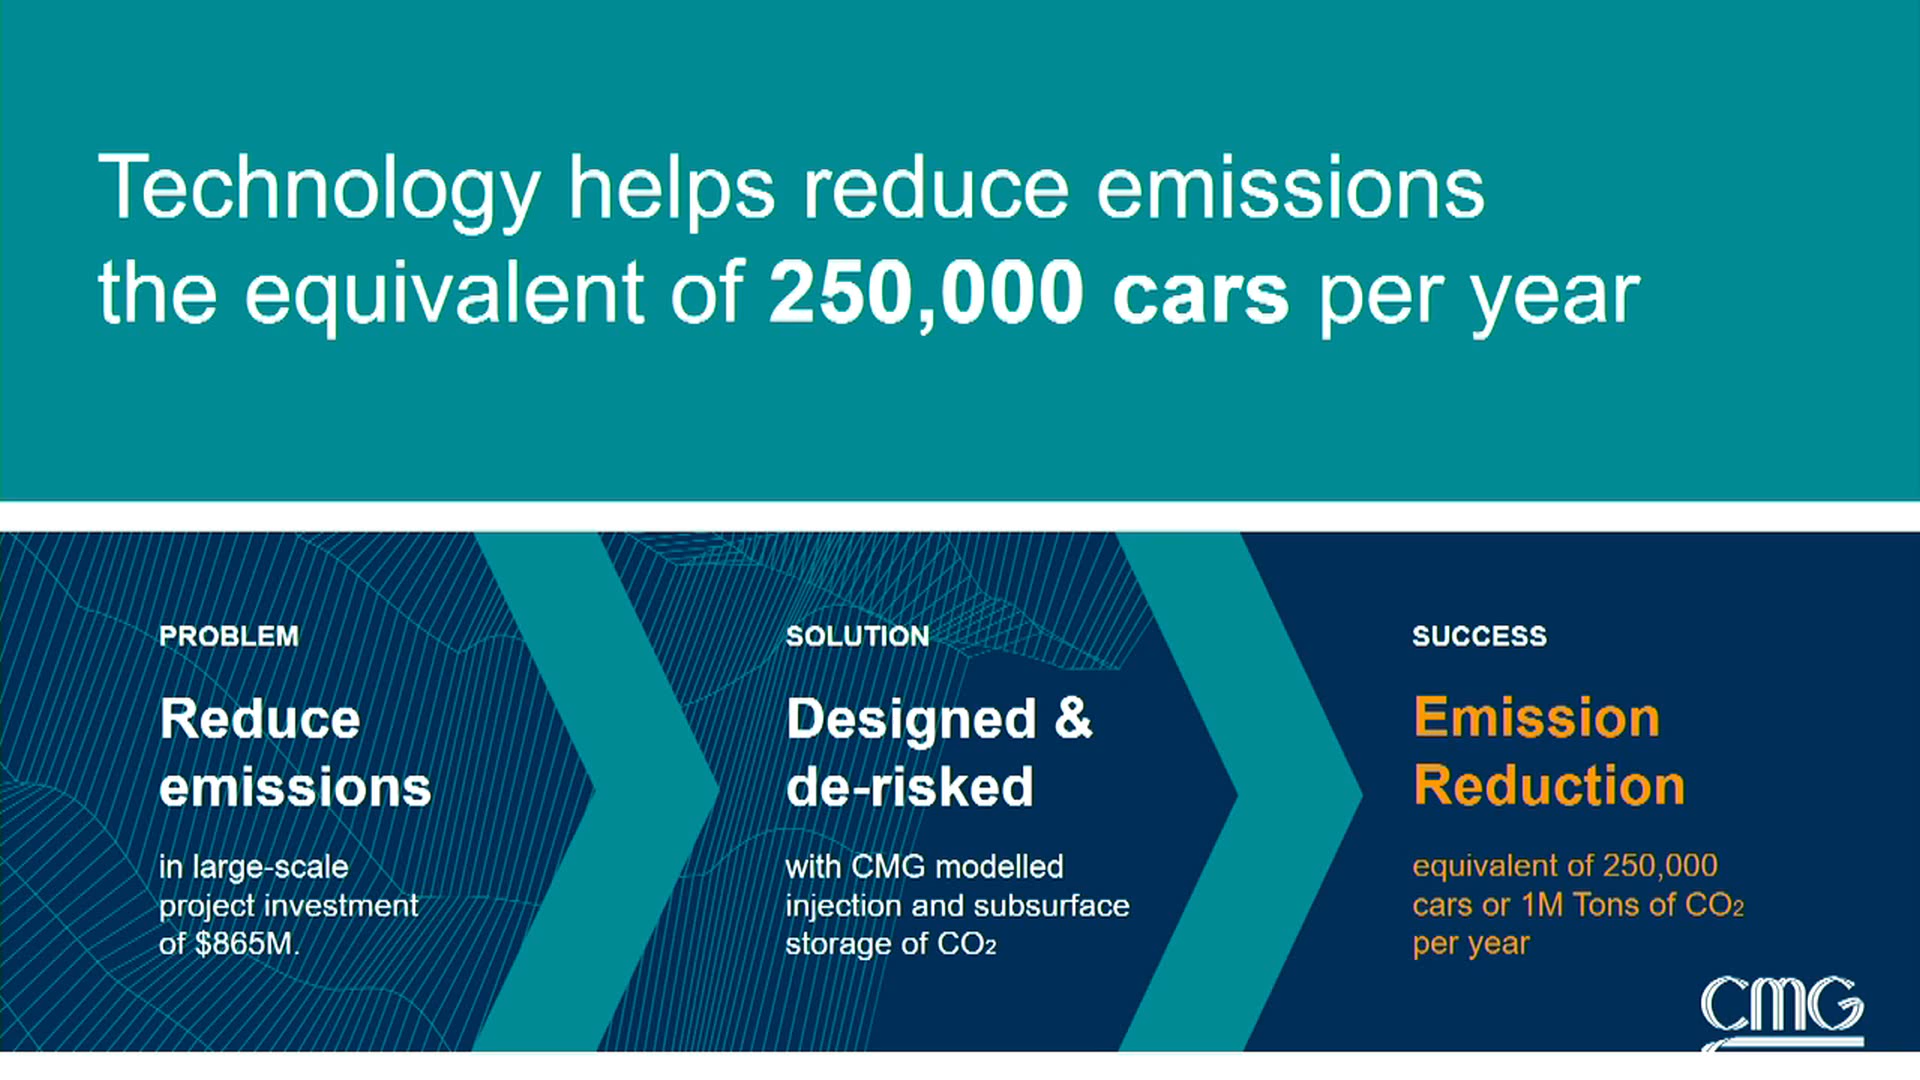 Technology helps reduce emissions
the equivalent of 250,000 cars per year
PROBLEM
Reduce
emissions
in large-scale
project investment
of $865M.
SOLUTION
Designed &
de-risked
with CMG modelled
injection and subsurface
storage of CO2
SUCCESS
Emission
Reduction
equivalent of 250,000
cars or 1M Tons of CO2
per year
CMG